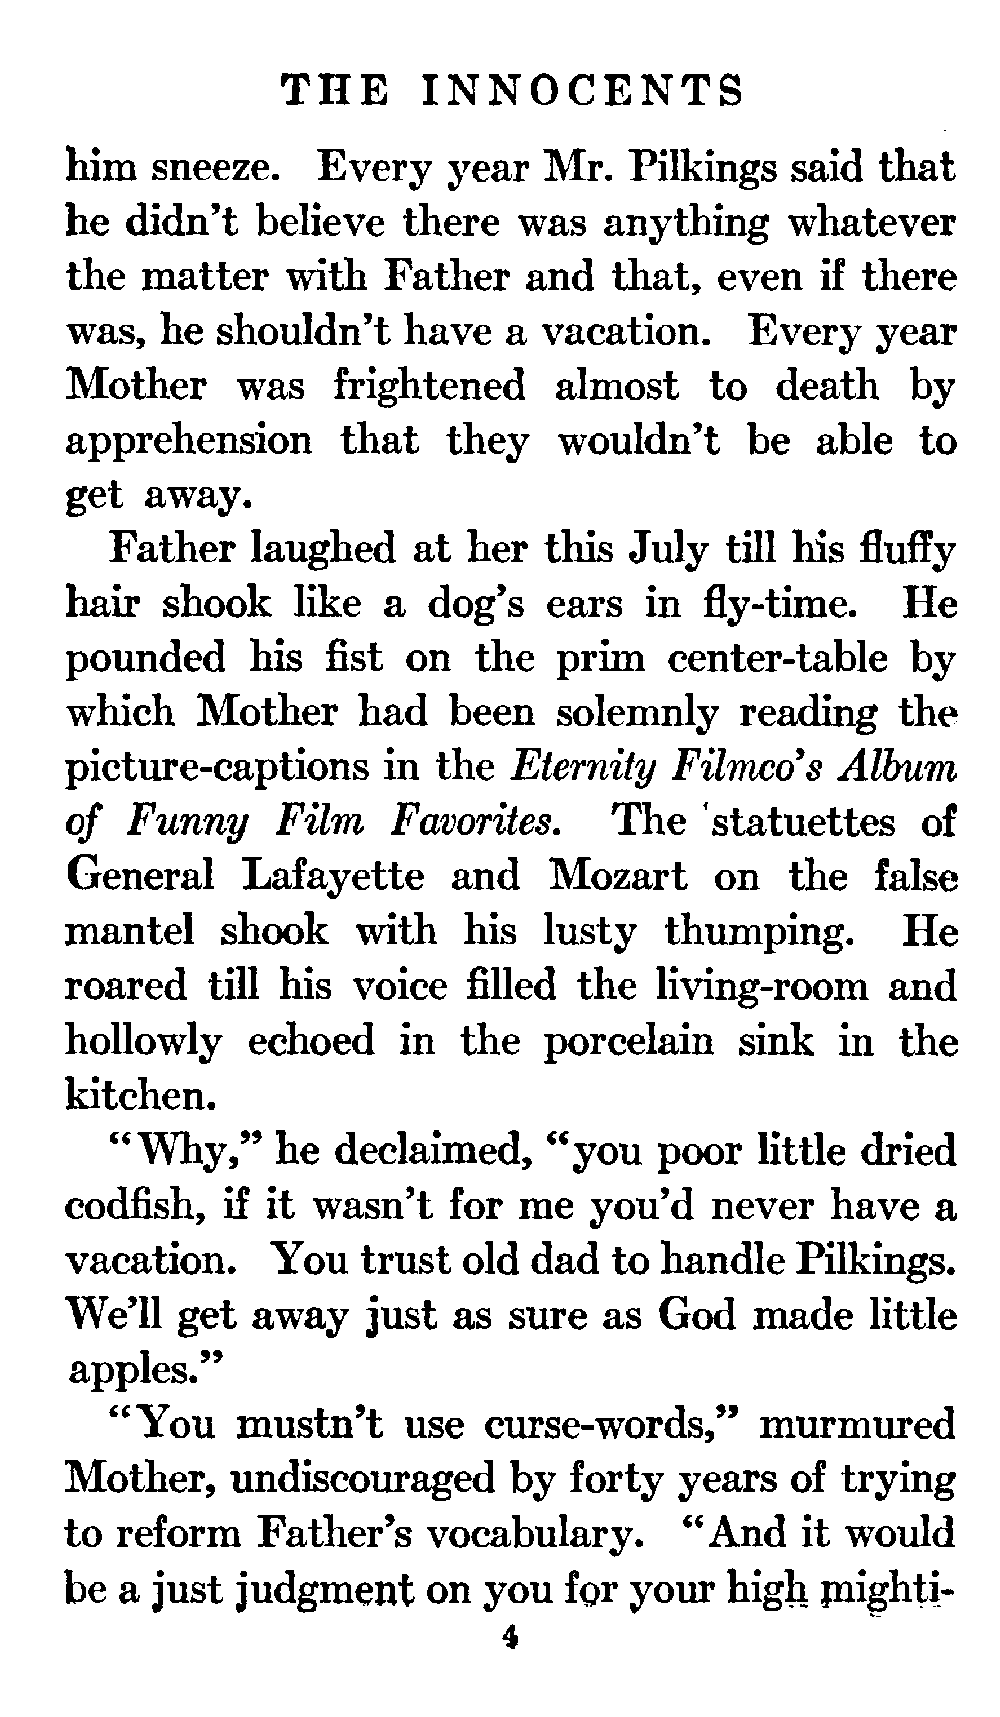 THE INNOCENTS
him sneeze. Every year Mr. Pilkings said that
he didn't believe there was anything whatever
the matter with Father and that, even if there
was, he shouldn't have a vacation. Every year
Mother was frightened almost to death by
apprehension that they wouldn't be able to
get away.
Father laughed at her this July till his fluffy
hair shook like a dog's ears in fly-time. He
pounded his fist on the prim center-table by
which Mother had been solemnly reading the
picture-captions in the Eternity Filmco's Album
of Funny Film Favorites. The statuettes of
General Lafayette and Mozart on the false
mantel shook with his lusty thumping. He
roared till his voice filled the living-room and
hollowly echoed in the porcelain sink in the
kitchen.
"Why," he declaimed, "you poor little dried
codfish, if it wasn't for me you'd never have a
vacation. You trust old dad to handle Pilkings.
We'll get away just as sure as God made little
apples."
"You mustn't use curse-words," murmured
Mother, undiscouraged by forty years of trying
to reform Father's vocabulary. "And it would
be a just judgment on you for your high mighti-
4